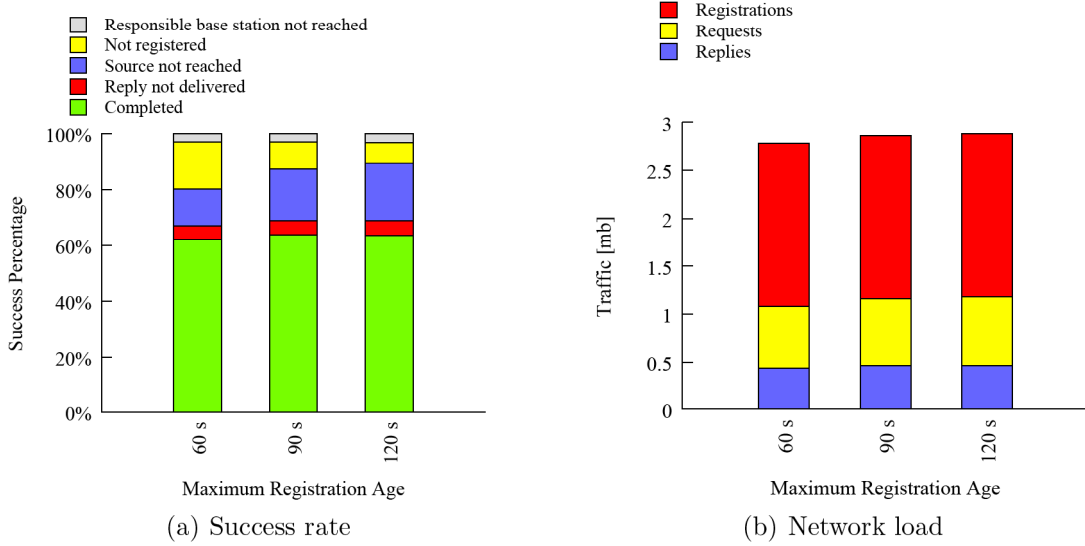 Responsible base station not reached
Not registered
Source not reached
Reply not delivered
Completed
100%
80%
60%
40%
20%
0%
Success Percentage
60 s
90 s
120 s
Maximum Registration Age
(a) Success rate
Registrations
Requests
Replies
3
2.5
2
1.5
1
0.5
0
Traffic [mb]
60 s
90 s
120 s
Maximum Registration Age
(b) Network load